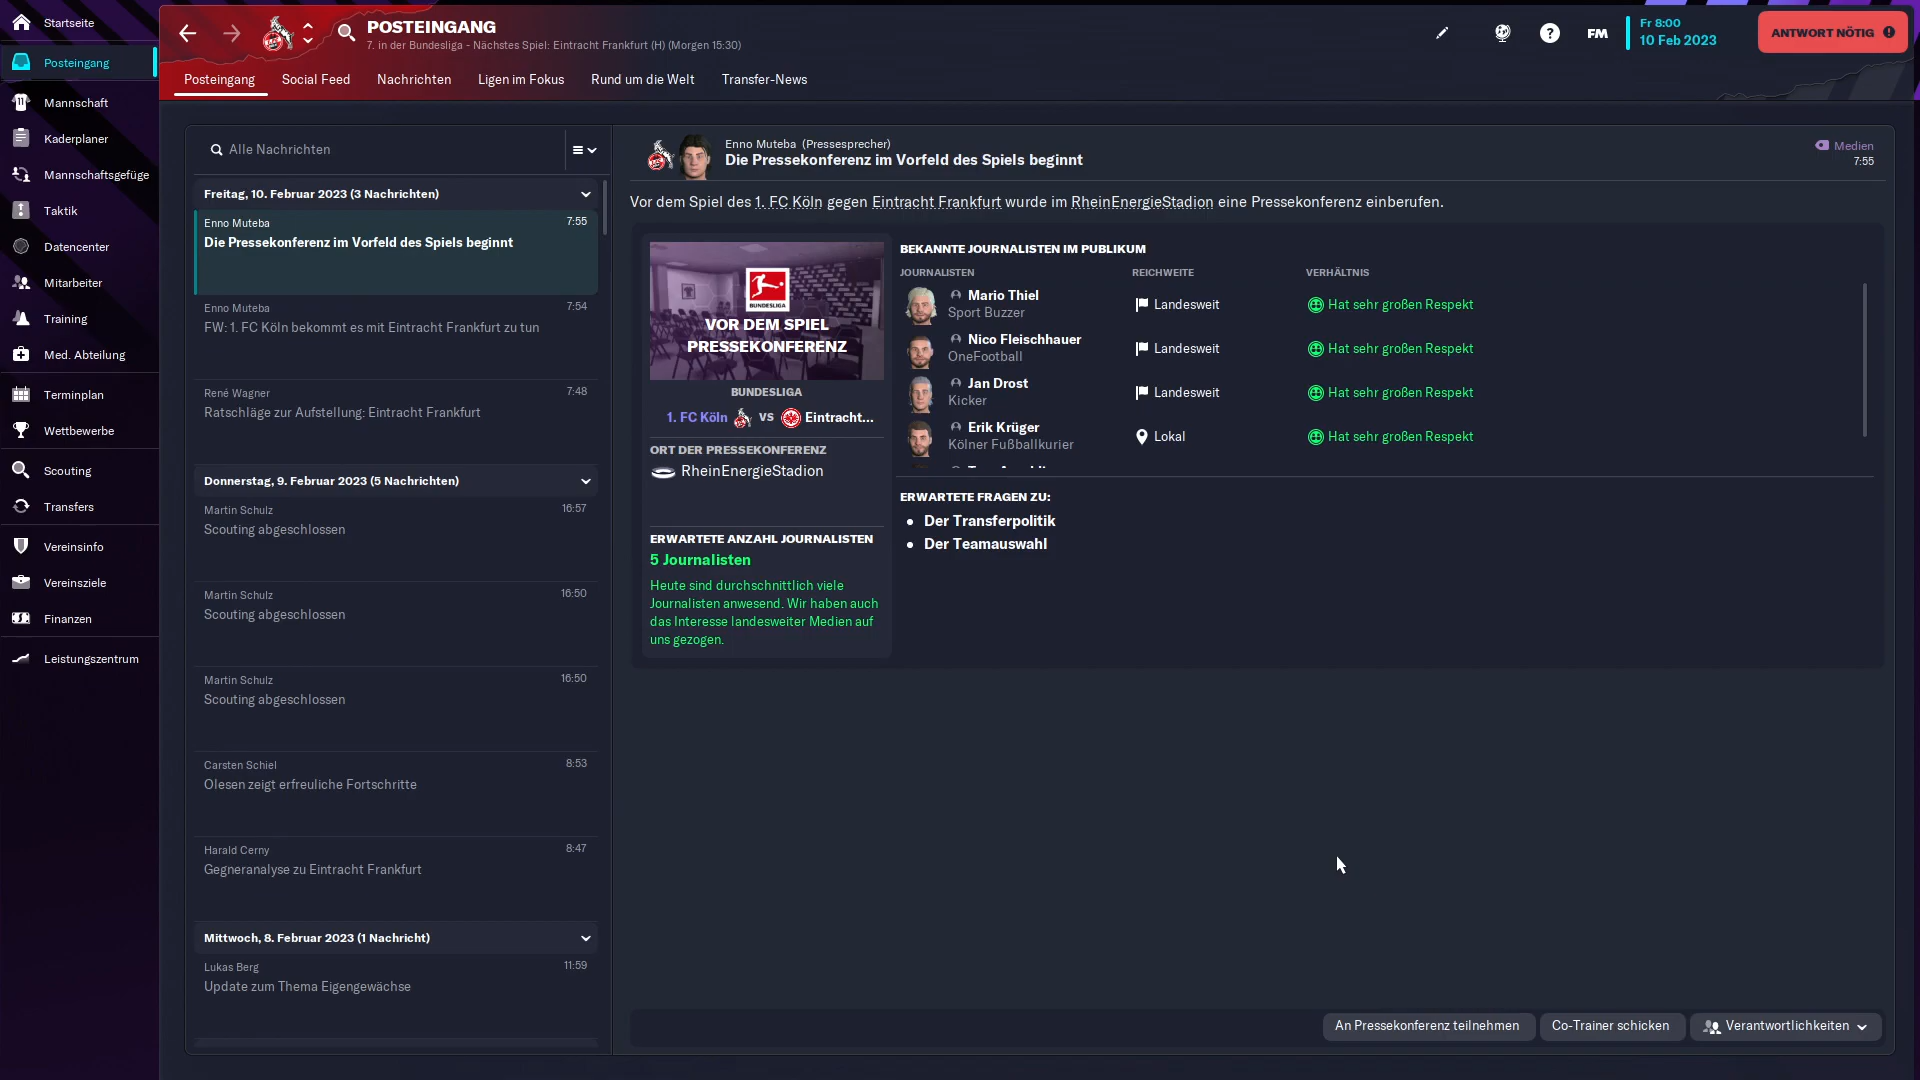 Startseite
Posteingang
Mannschaft
Kaderplaner
Mannschaftsgefüge
Taktik
Datencenter
Mitarbeiter
Training
Med. Abteilung
Terminplan
Wettbewerbe
Scouting
Transfers
Vereinsinfo
Vereinsziele
Finanzen
Leistungszentrum
POSTEINGANG
7. in der Bundesliga - Nächstes Spiel: Eintracht Frankfurt (H) (Morgen 15:30)
FM
Fr 8:00
10 Feb 2023
ANTWORT NÖTIG
Posteingang Social Feed Nachrichten Ligen im Fokus Rund um die Welt Transfer-News
Alle Nachrichten
Freitag, 10. Februar 2023 (3 Nachrichten)
Enno Muteba 7:55
Die Pressekonferenz im Vorfeld des Spiels beginnt
Enno Muteba 7:54
FW: 1. FC Köln bekommt es mit Eintracht Frankfurt zu tun
René Wagner 7:48
Ratschläge zur Aufstellung: Eintracht Frankfurt
Donnerstag, 9. Februar 2023 (5 Nachrichten)
Martin Schulz 16:57
Scouting abgeschlossen
Martin Schulz 16:50
Scouting abgeschlossen
Martin Schulz 16:50
Scouting abgeschlossen
Carsten Schiel 8:53
Olesen zeigt erfreuliche Fortschritte
Harald Cerny 8:47
Gegneranalyse zu Eintracht Frankfurt
Mittwoch, 8. Februar 2023 (1 Nachricht)
Lukas Berg 11:59
Update zum Thema Eigengewächse
Enno Muteba (Pressesprecher)
Die Pressekonferenz im Vorfeld des Spiels beginnt
Medien
7:55
Vor dem Spiel des 1. FC Köln gegen Eintracht Frankfurt wurde im RheinEnergieStadion eine Pressekonferenz einberufen.
BUNDESLIGA
VOR DEM SPIEL
PRESSEKONFERENZ
BUNDESLIGA
1. FC Köln VS Eintracht...
ORT DER PRESSEKONFERENZ
RheinEnergieStadion
ERWARTETE ANZAHL JOURNALISTEN
5 Journalisten
Heute sind durchschnittlich viele
Journalisten anwesend. Wir haben auch
das Interesse landesweiter Medien auf
uns gezogen.
BEKANNTE JOURNALISTEN IM PUBLIKUM
JOURNALISTEN REICHWEITE VERHÄLTNIS
Mario Thiel
Sport Buzzer
Landesweit Hat sehr großen Respekt
Nico Fleischhauer
OneFootball
Landesweit Hat sehr großen Respekt
Jan Drost
Kicker
Landesweit Hat sehr großen Respekt
Erik Krüger
Kölner Fußballkurier
Lokal Hat sehr großen Respekt
ERWARTETE FRAGEN ZU:
• Der Transferpolitik
• Der Teamauswahl
An Pressekonferenz teilnehmen Co-Trainer schicken Verantwortlichkeiten